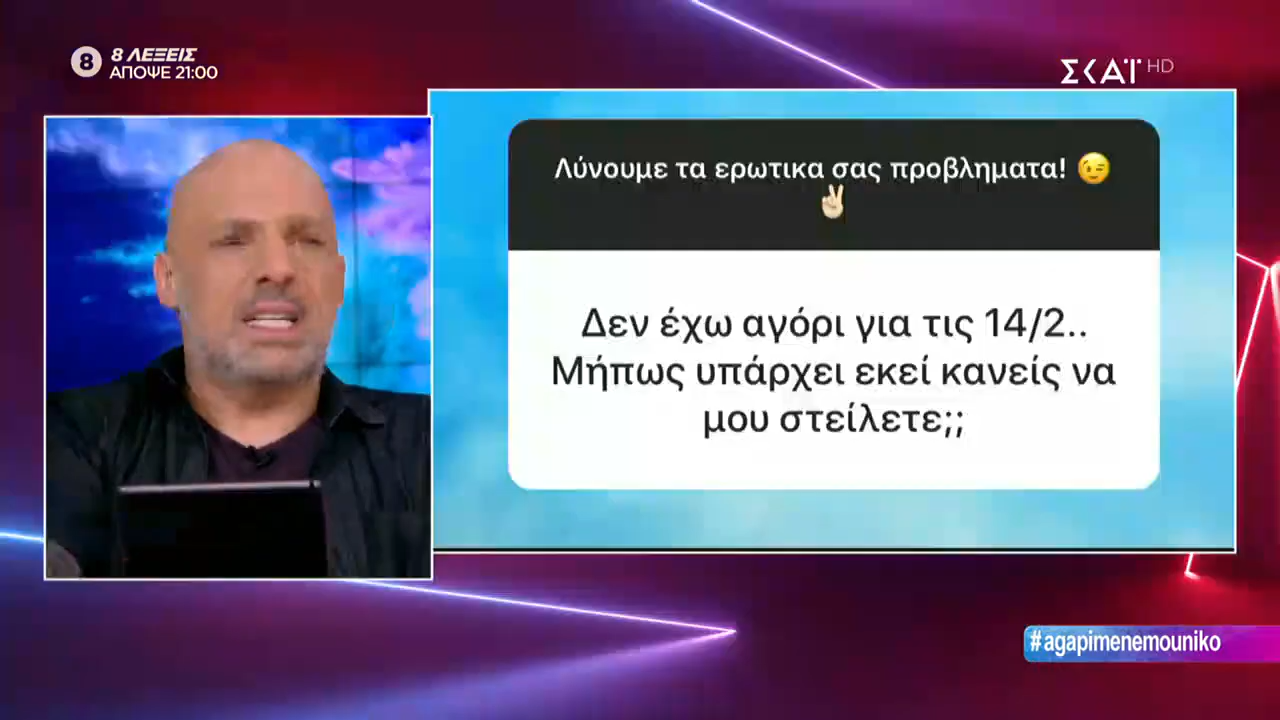 8 8 ΛΕΞΕΙΣ
ΑΠΟΨΕ 21:00
ΣΚΑΪ HD
Λύνουμε τα ερωτικα σας προβληματα! 😉
✌🏻
Δεν έχω αγόρι για τις 14/2..
Μήπως υπάρχει εκεί κανείς να
μου στείλετε;;
#agapimenemouniko